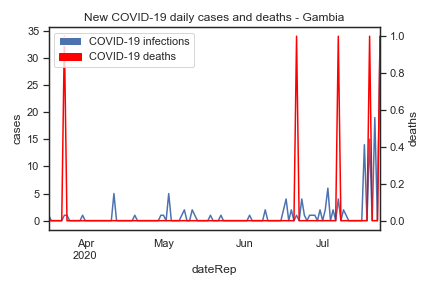 New COVID-19 daily cases and deaths - Gambia
COVID-19 infections
COVID-19 deaths
cases
35
30
25
20
15
10
5
0
1.0
0.8
0.6
0.4
0.2
0.0
deaths
Apr
2020
May
Jun
Jul
dateRep